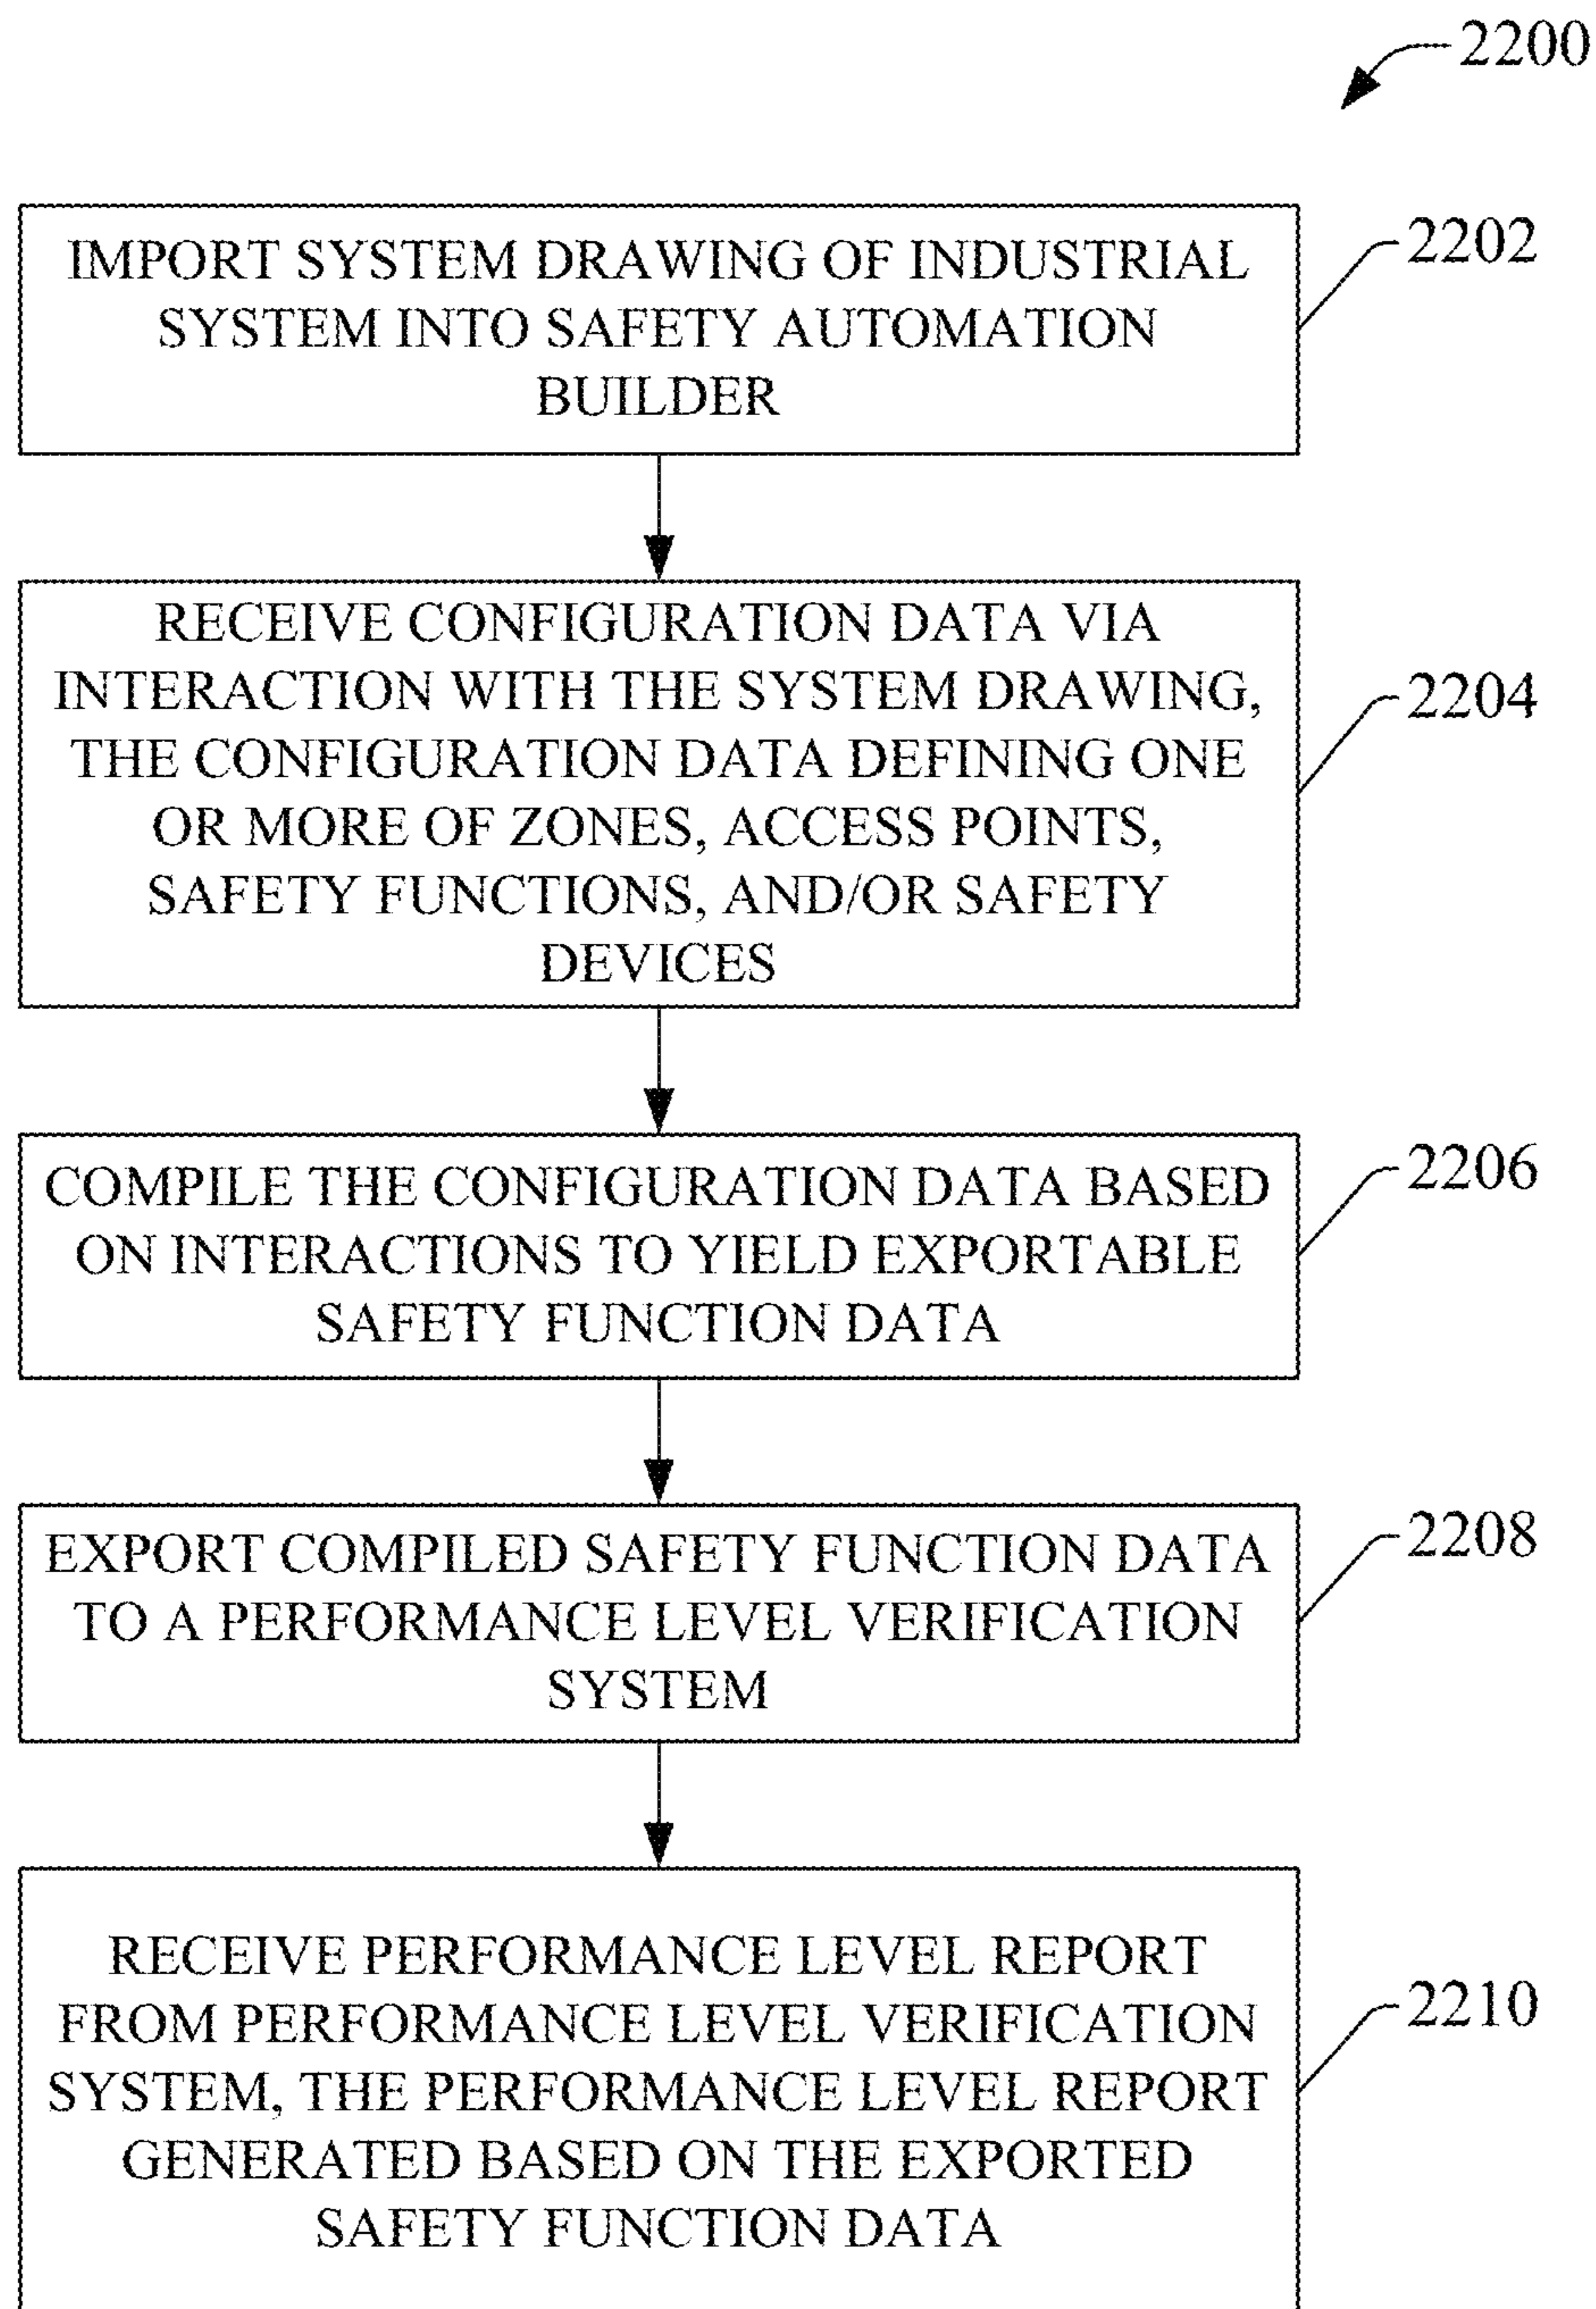 2200
IMPORT SYSTEM DRAWING OF INDUSTRIAL
SYSTEM INTO SAFETY AUTOMATION
BUILDER
2202
RECEIVE CONFIGURATION DATA VIA
INTERACTION WITH THE SYSTEM DRAWING,
THE CONFIGURATION DATA DEFINING ONE
OR MORE OF ZONES, ACCESS POINTS,
SAFETY FUNCTIONS, AND/OR SAFETY
DEVICES
2204
COMPILE THE CONFIGURATION DATA BASED
ON INTERACTIONS TO YIELD EXPORTABLE
SAFETY FUNCTION DATA
2206
EXPORT COMPILED SAFETY FUNCTION DATA
TO A PERFORMANCE LEVEL VERIFICATION
SYSTEM
2208
RECEIVE PERFORMANCE LEVEL REPORT
FROM PERFORMANCE LEVEL VERIFICATION
SYSTEM, THE PERFORMANCE LEVEL REPORT
GENERATED BASED ON THE EXPORTED
SAFETY FUNCTION DATA
2210